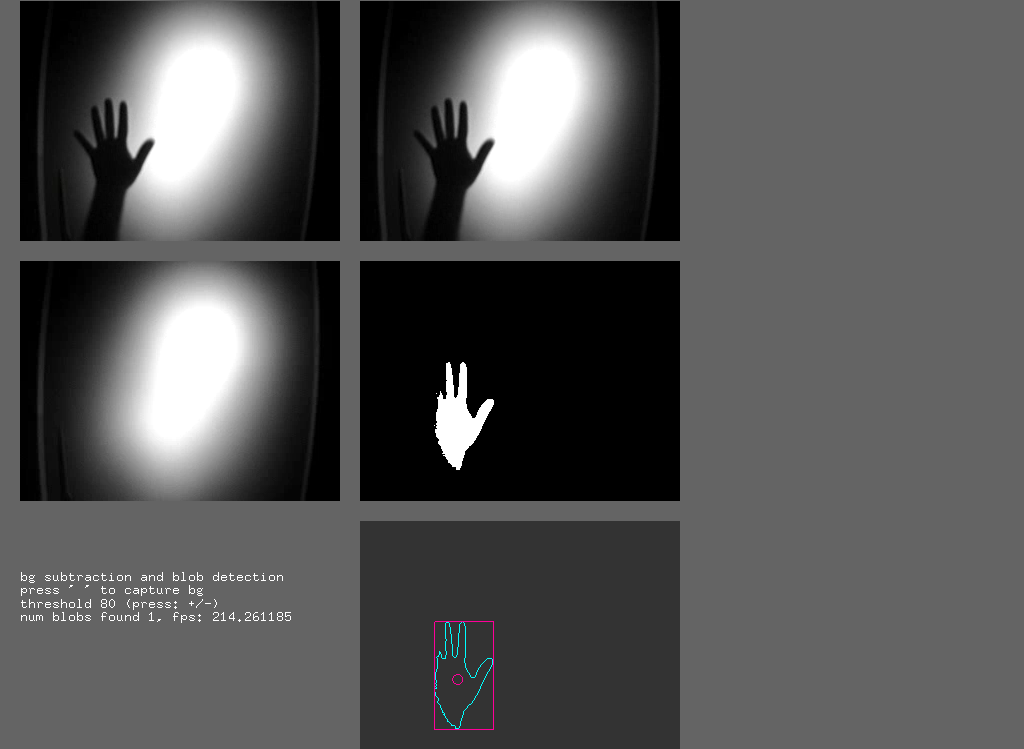 bg subtraction and blob detection
press ' ' to capture bg
threshold 80 (press: +/-)
num blobs found 1, fps: 214.261185